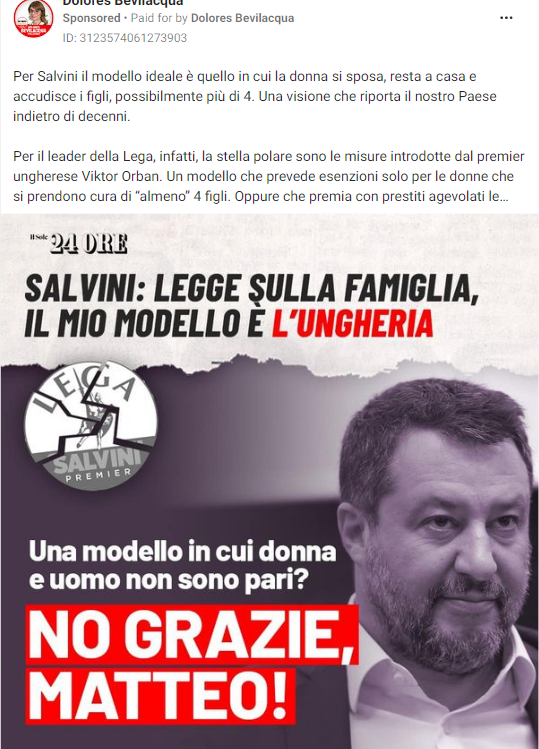 Dolores Bevilacqua
Sponsored • Paid for by Dolores Bevilacqua
ID: 3123574061273903
Per Salvini il modello ideale è quello in cui la donna si sposa, resta a casa e
accudisce i figli, possibilmente più di 4. Una visione che riporta il nostro Paese
indietro di decenni.
Per il leader della Lega, infatti, la stella polare sono le misure introdotte dal premier
ungherese Viktor Orban. Un modello che prevede esenzioni solo per le donne che
si prendono cura di “almeno” 4 figli. Oppure che premia con prestiti agevolati le...
il Sole 24 ORE
SALVINI: LEGGE SULLA FAMIGLIA,
IL MIO MODELLO È L'UNGHERIA
LEGA
SALVINI
PREMIER
Una modello in cui donna
e uomo non sono pari?
NO GRAZIE,
MATTEO!